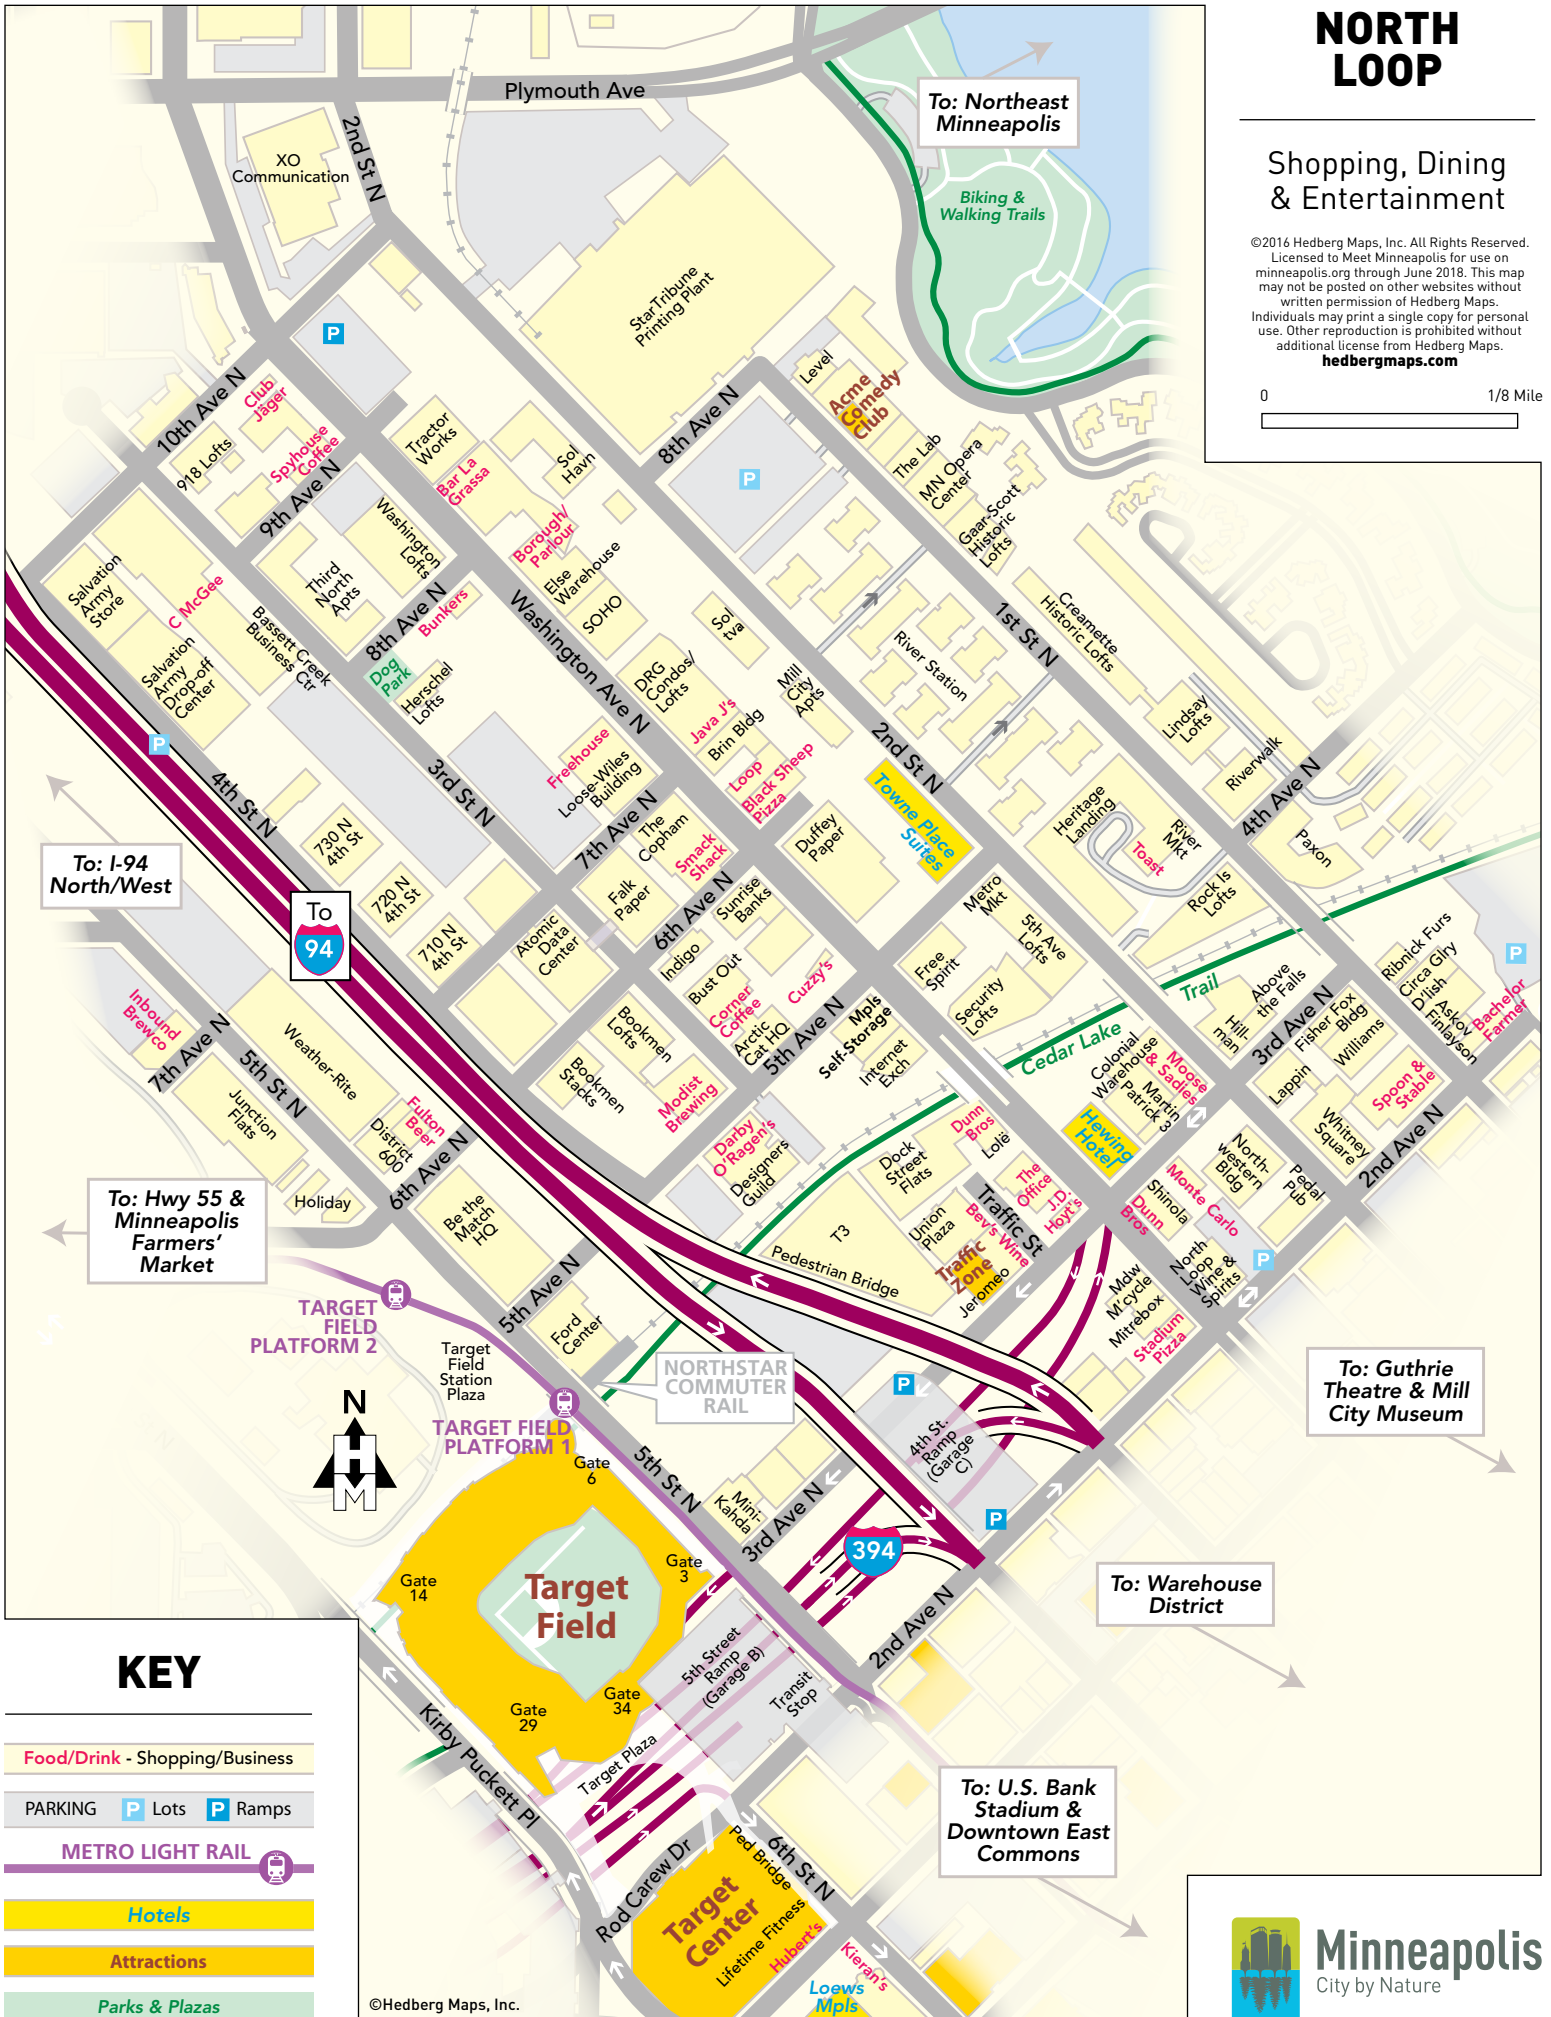 NORTH
LOOP
Shopping, Dining
& Entertainment
©2016 Hedberg Maps, Inc. All Rights Reserved.
Licensed to Meet Minneapolis for use on
minneapolis.org through June 2018. This map
may not be posted on other websites without
written permission of Hedberg Maps.
Individuals may print a single copy for personal
use. Other reproduction is prohibited without
additional license from Hedberg Maps.
hedbergmaps.com
0 1/8 Mile
Plymouth Ave
To: Northeast
Minneapolis
2nd St N
XO
Communication
Biking &
Walking Trails
StarTribune
Printing Plant
P
Level
Acme
Comedy
Club
10th Ave N
Club
Jäger
918 Lofts
Spyhouse
Coffee
9th Ave N
Tractor
Works
Bar La
Grassa
Sol
Havn
8th Ave N
P
The Lab
MN Opera
Center
Gaar-Scott
Historic
Lofts
Washington
Lofts
Borough/
Parlour
Else
Warehouse
SOHO
Salvation
Army
Store
C McGee
Third
North
Apts
8th Ave N
Bunkers
Washington Ave N
Sol
tva
1st St N
Creamette
Historic Lofts
River Station
Bassett Creek
Business Ctr
Salvation
Army
Drop-off
Center
Dog
Park
Herschel
Lofts
DRG
Condos/
Lofts
Mill
City
Apts
Java J's
Brin Bldg
Lindsay
Lofts
Riverwalk
P
4th St N
3rd St N
Freehouse
Loose-Wiles
Building
Loop
Black Sheep
Pizza
2nd St N
Towne Place
Suites
Heritage
Landing
4th Ave N
Paxon
730 N
4th St
7th Ave N
The
Copham
Smack
Shack
Duffey
Paper
River
Mkt
Toast
Rock Is
Lofts
To: I-94
North/West
720 N
4th St
Falk
Paper
6th Ave N
Sunrise
Banks
Metro
Mkt
5th Ave
Lofts
To
94
710 N
4th St
Atomic
Data
Center
Indigo
Bust Out
Cuzzy's
Free
Spirit
Security
Lofts
Trail
Above
the Falls
Ribnick Furs
Circa Glry
D'lish
Askov
Finlayson
P
Bachelor
Farmer
Inbound
Brewco
7th Ave N
5th St N
Weather-Rite
Bookmen
Lofts
Corner
Coffee
Arctic
Cat HQ
5th Ave N
Mpls
Self-Storage
Internet
Exch
Cedar Lake
Hill-
man
3rd Ave N
Fisher Fox
Bldg
Williams
Lappin
Colonial
Warehouse
Moose
& Sadies
Martin
Patrick 3
Spoon &
Stable
Whitney
Square
2nd Ave N
Junction
Flats
Fulton
Beer
District
600
Bookmen
Stacks
Modist
Brewing
Darby
O'Ragen's
Designers
Guild
Dock
Street
Flats
Dunn
Bros
Lolë
Hewing
Hotel
North-
western
Bldg
Pedal
Pub
Holiday
6th Ave N
Be the
Match
HQ
T3
Pedestrian Bridge
Union
Plaza
Traffic St
The
Office
J.D.
Hoyt's
Bev's Wine
Traffic
Zone
Jeromeo
Monte Carlo
Shinola
Dunn
Bros
North
Loop
Wine &
Spirits
P
To: Hwy 55 &
Minneapolis
Farmers'
Market
TARGET
FIELD
PLATFORM 2
Target
Field
Station
Plaza
5th Ave N
Ford
Center
Mdw
M'cycle
Mitrebox
Stadium
Pizza
NORTHSTAR
COMMUTER
RAIL
P
4th St.
Ramp
(Garage
C)
To: Guthrie
Theatre & Mill
City Museum
N
H
M
TARGET FIELD
PLATFORM 1
Gate
6
5th St N
Mini-
Kahda
3rd Ave N
P
394
Gate
14
Gate
3
Target
Field
To: Warehouse
District
2nd Ave N
5th Street
Ramp
(Garage B)
Transit
Stop
Gate
29
Gate
34
Target Plaza
Kirby Puckett Pl
To: U.S. Bank
Stadium &
Downtown East
Commons
Rod Carew Dr
Ped Bridge
6th St N
Target
Center
Lifetime Fitness
Hubert's
Kieran's
Loews
Mpls
KEY
Food/Drink - Shopping/Business
PARKING P Lots P Ramps
METRO LIGHT RAIL
Hotels
Attractions
Parks & Plazas
©Hedberg Maps, Inc.
Minneapolis
City by Nature